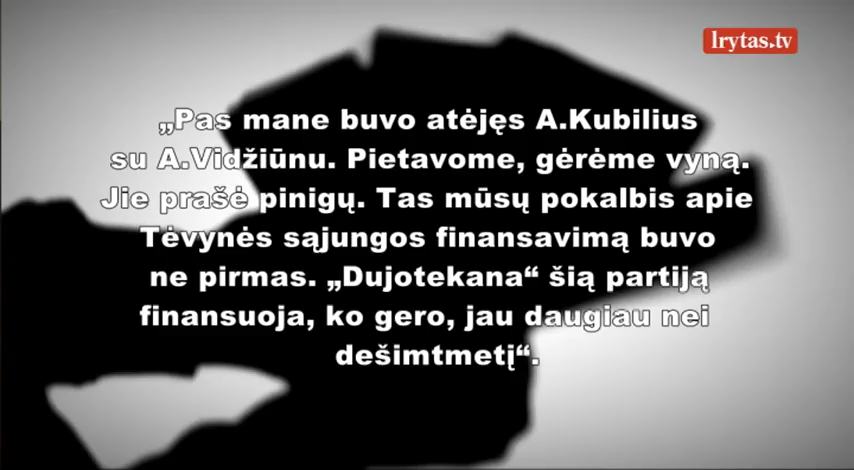 lrytas.tv
„Pas mane buvo atėjęs A.Kubilius
su A.Vidžiūnu. Pietavome, gėrėme vyną.
Jie prašė pinigų. Tas mūsų pokalbis apie
Tėvynės sąjungos finansavimą buvo
ne pirmas. „Dujotekana“ šią partiją
finansuoja, ko gero, jau daugiau nei
dešimtmetį“.